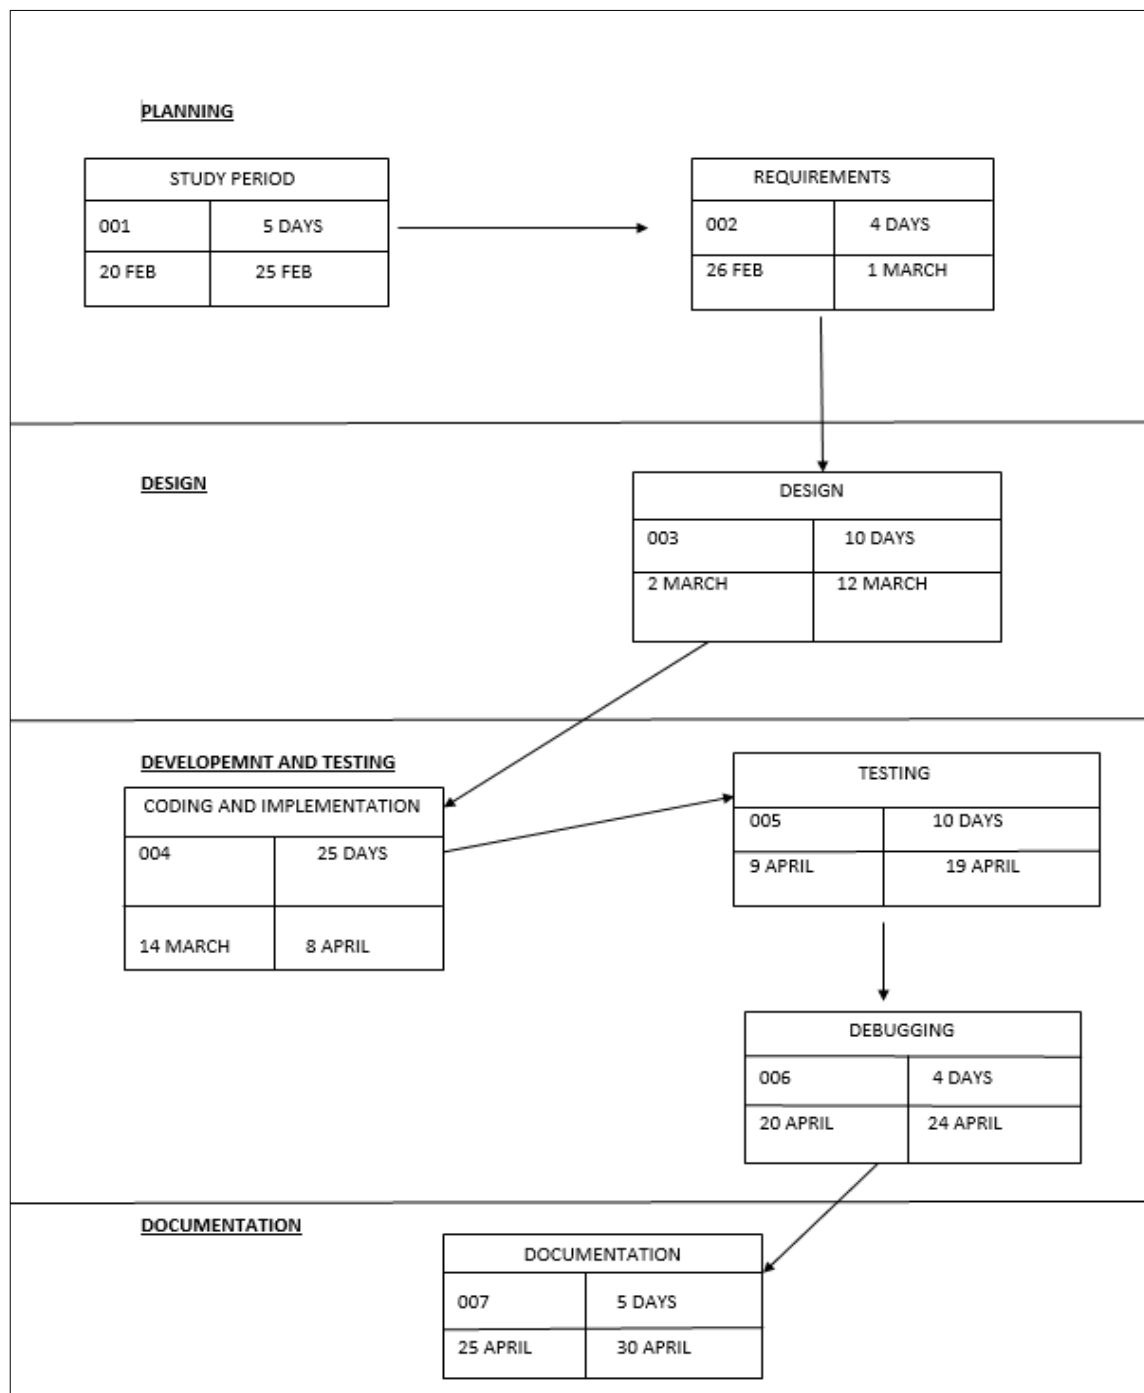 PLANNING
STUDY PERIOD
001 5 DAYS
20 FEB 25 FEB
REQUIREMENTS
002 4 DAYS
26 FEB 1 MARCH
DESIGN
DESIGN
003 10 DAYS
2 MARCH 12 MARCH
DEVELOPEMNT AND TESTING
CODING AND IMPLEMENTATION
004 25 DAYS
14 MARCH 8 APRIL
TESTING
005 10 DAYS
9 APRIL 19 APRIL
DEBUGGING
006 4 DAYS
20 APRIL 24 APRIL
DOCUMENTATION
DOCUMENTATION
007 5 DAYS
25 APRIL 30 APRIL